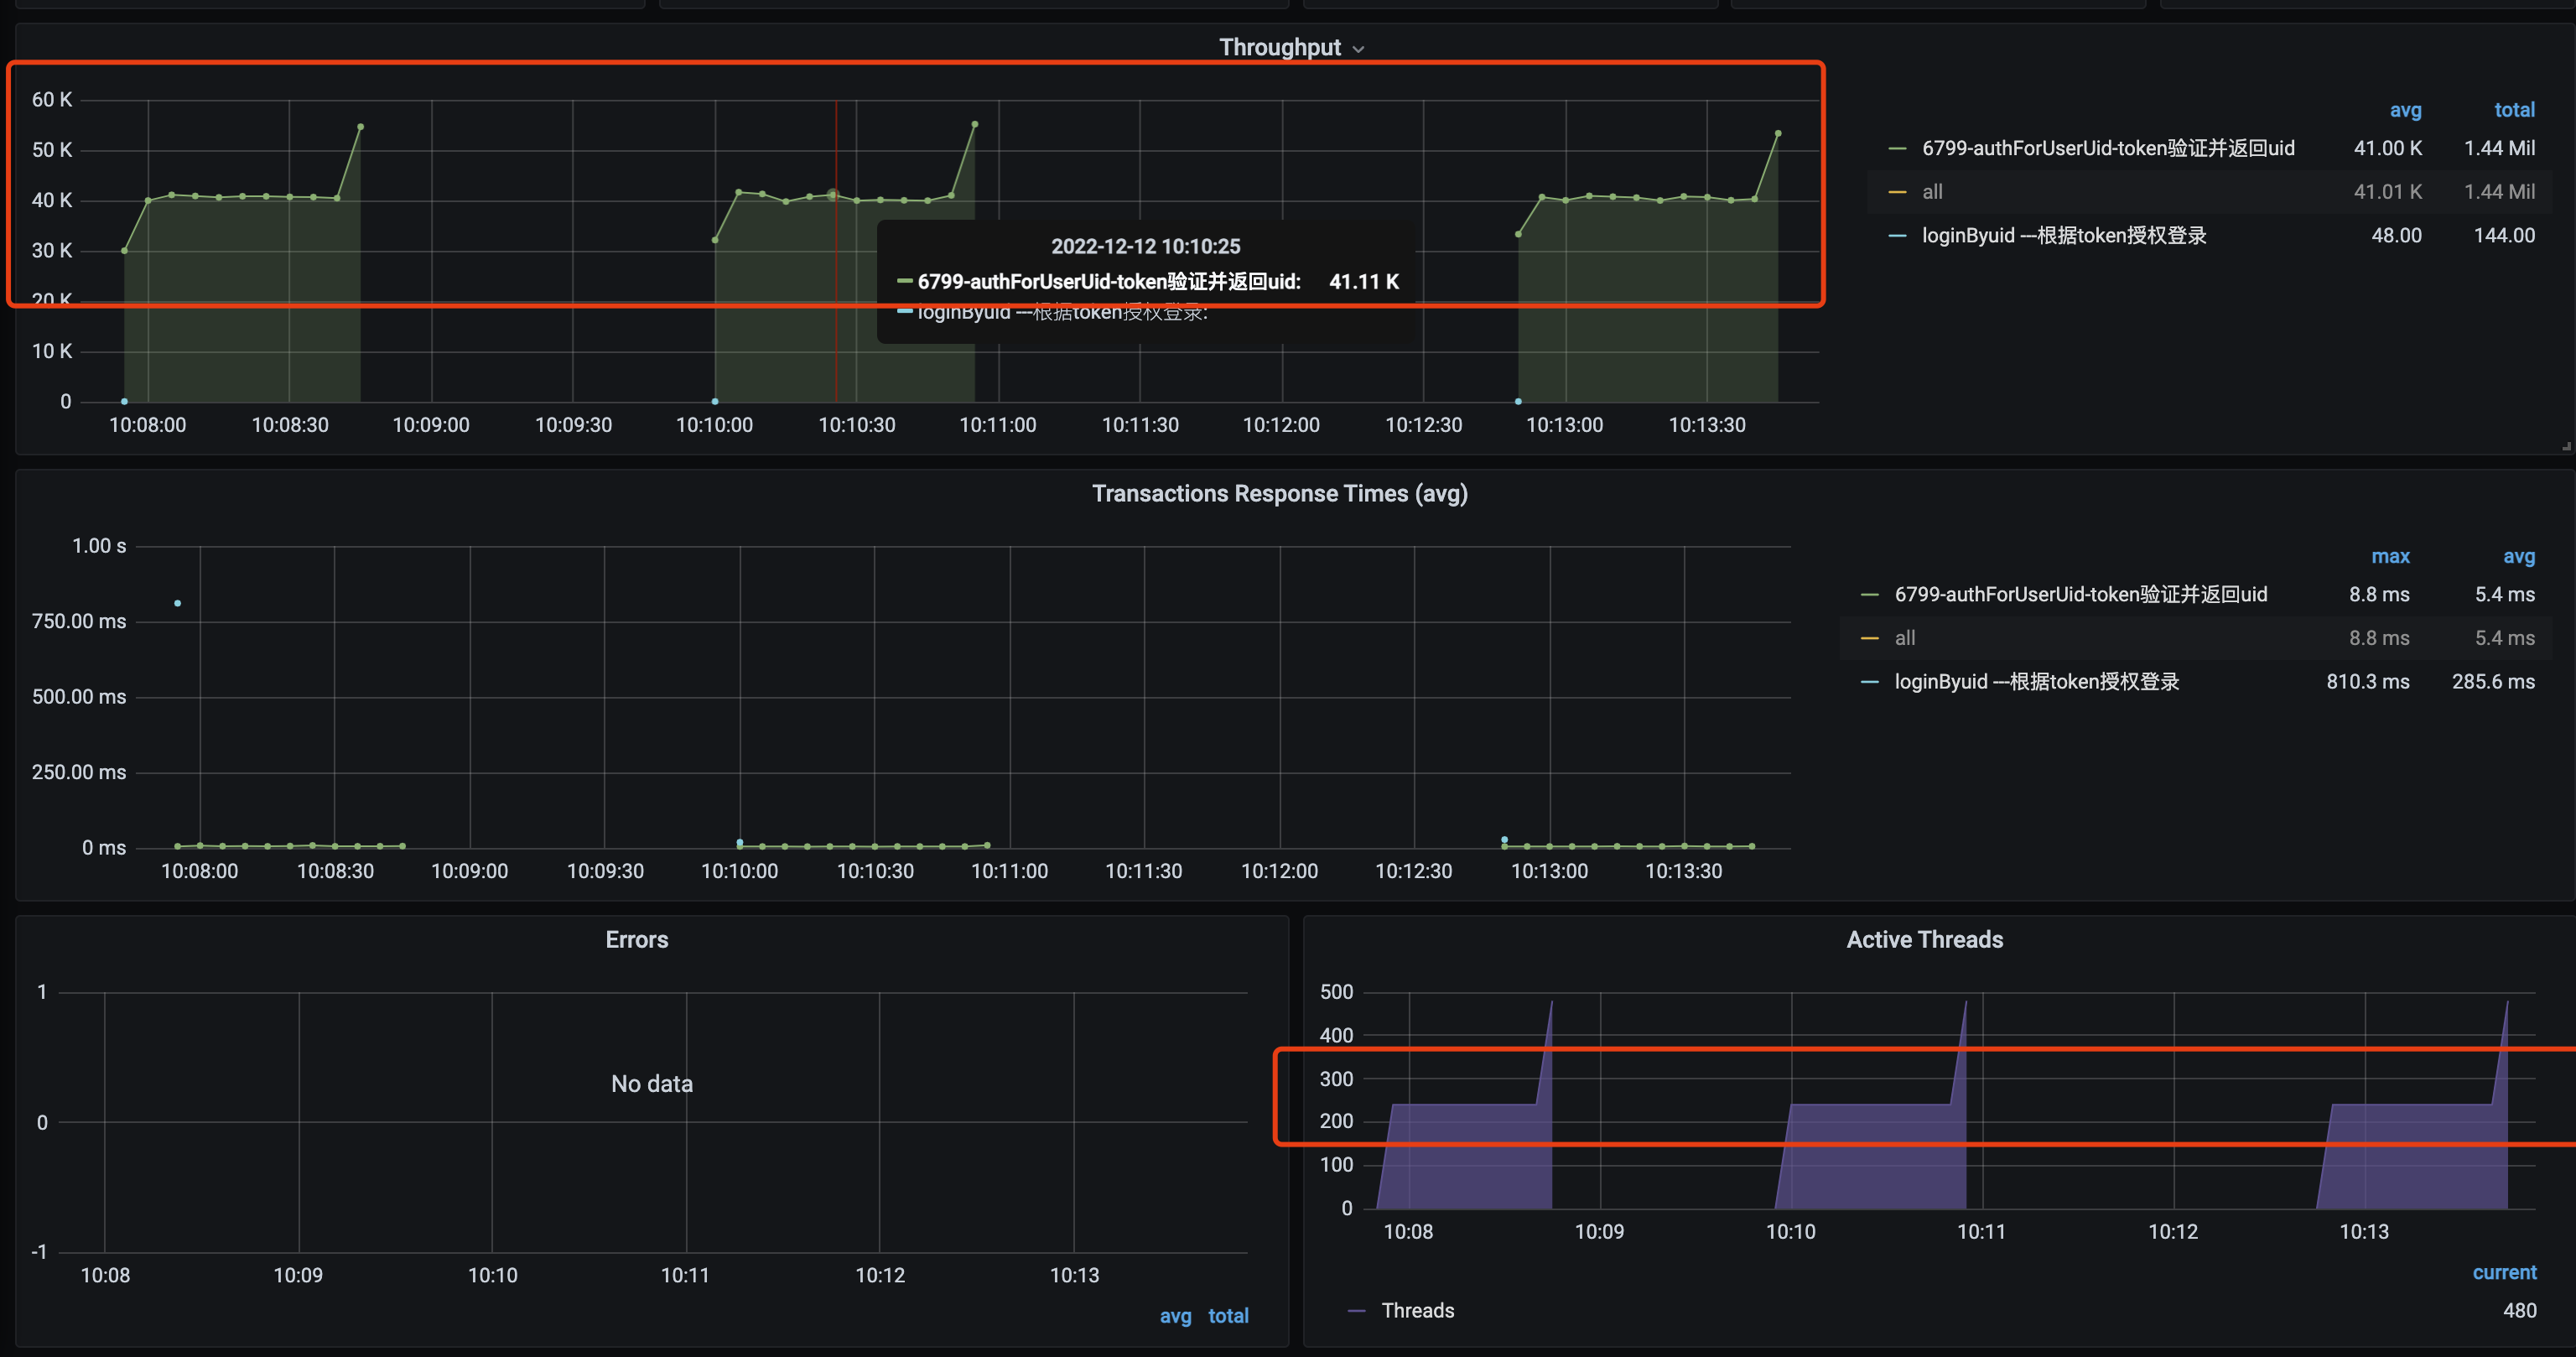 Throughput
60 K
50 K
40 K
30 K
20 K
10 K
0
10:08:00 10:08:30 10:09:00 10:09:30 10:10:00 10:10:30 10:11:00 10:11:30 10:12:00 10:12:30 10:13:00 10:13:30
2022-12-12 10:10:25
6799-authForUserUid-token验证并返回uid: 41.11 K
loginByuid ---根据token授权登录:
avg total
6799-authForUserUid-token验证并返回uid 41.00 K 1.44 Mil
all 41.01 K 1.44 Mil
loginByuid ---根据token授权登录 48.00 144.00
Transactions Response Times (avg)
1.00 s
750.00 ms
500.00 ms
250.00 ms
0 ms
10:08:00 10:08:30 10:09:00 10:09:30 10:10:00 10:10:30 10:11:00 10:11:30 10:12:00 10:12:30 10:13:00 10:13:30
max avg
6799-authForUserUid-token验证并返回uid 8.8 ms 5.4 ms
all 8.8 ms 5.4 ms
loginByuid ---根据token授权登录 810.3 ms 285.6 ms
Errors
1
0
-1
No data
10:08 10:09 10:10 10:11 10:12 10:13
avg total
Active Threads
500
400
300
200
100
0
10:08 10:09 10:10 10:11 10:12 10:13
current
Threads 480